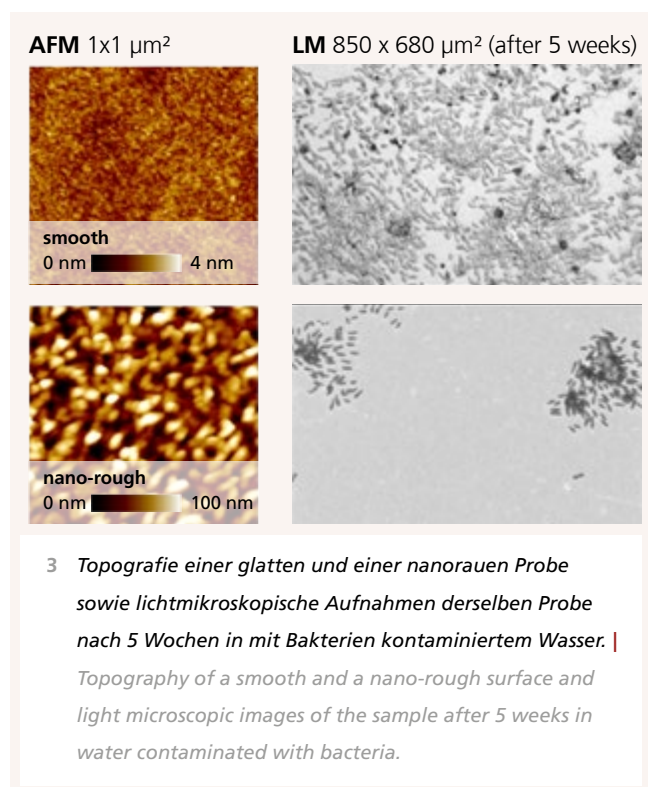 AFM 1x1 µm²
LM 850 x 680 µm² (after 5 weeks)
smooth
0 nm 4 nm
nano-rough
0 nm 100 nm
3 Topografie einer glatten und einer nanorauen Probe
sowie lichtmikroskopische Aufnahmen derselben Probe
nach 5 Wochen in mit Bakterien kontaminiertem Wasser. |
Topography of a smooth and a nano-rough surface and
light microscopic images of the sample after 5 weeks in
water contaminated with bacteria.